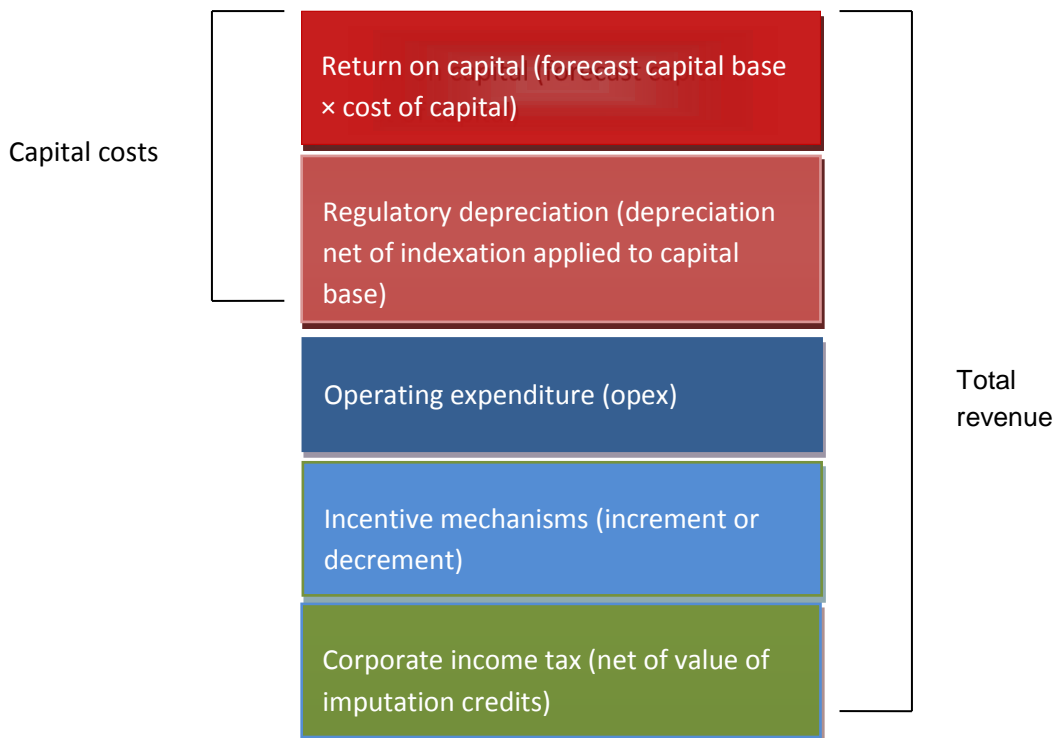 Return on capital (forecast capital base
× cost of capital)
Capital costs
Regulatory depreciation (depreciation
net of indexation applied to capital
base)
Operating expenditure (opex)
Total
revenue
Incentive mechanisms (increment or
decrement)
Corporate income tax (net of value of
imputation credits)